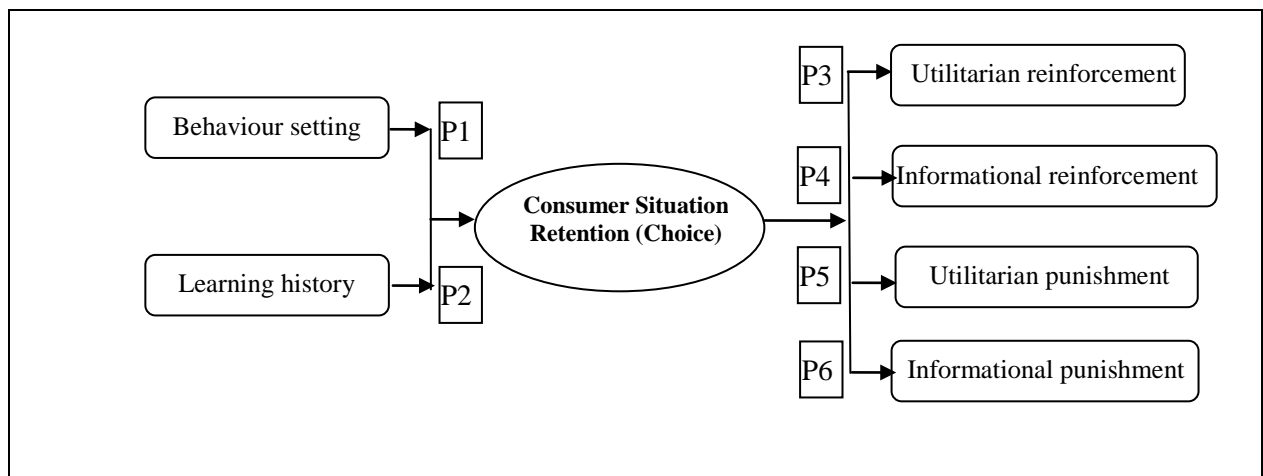 P3
Utilitarian reinforcement
Behaviour setting
P1
P4
Informational reinforcement
Consumer Situation
Retention (Choice)
Learning history
P2
P5
Utilitarian punishment
P6
Informational punishment